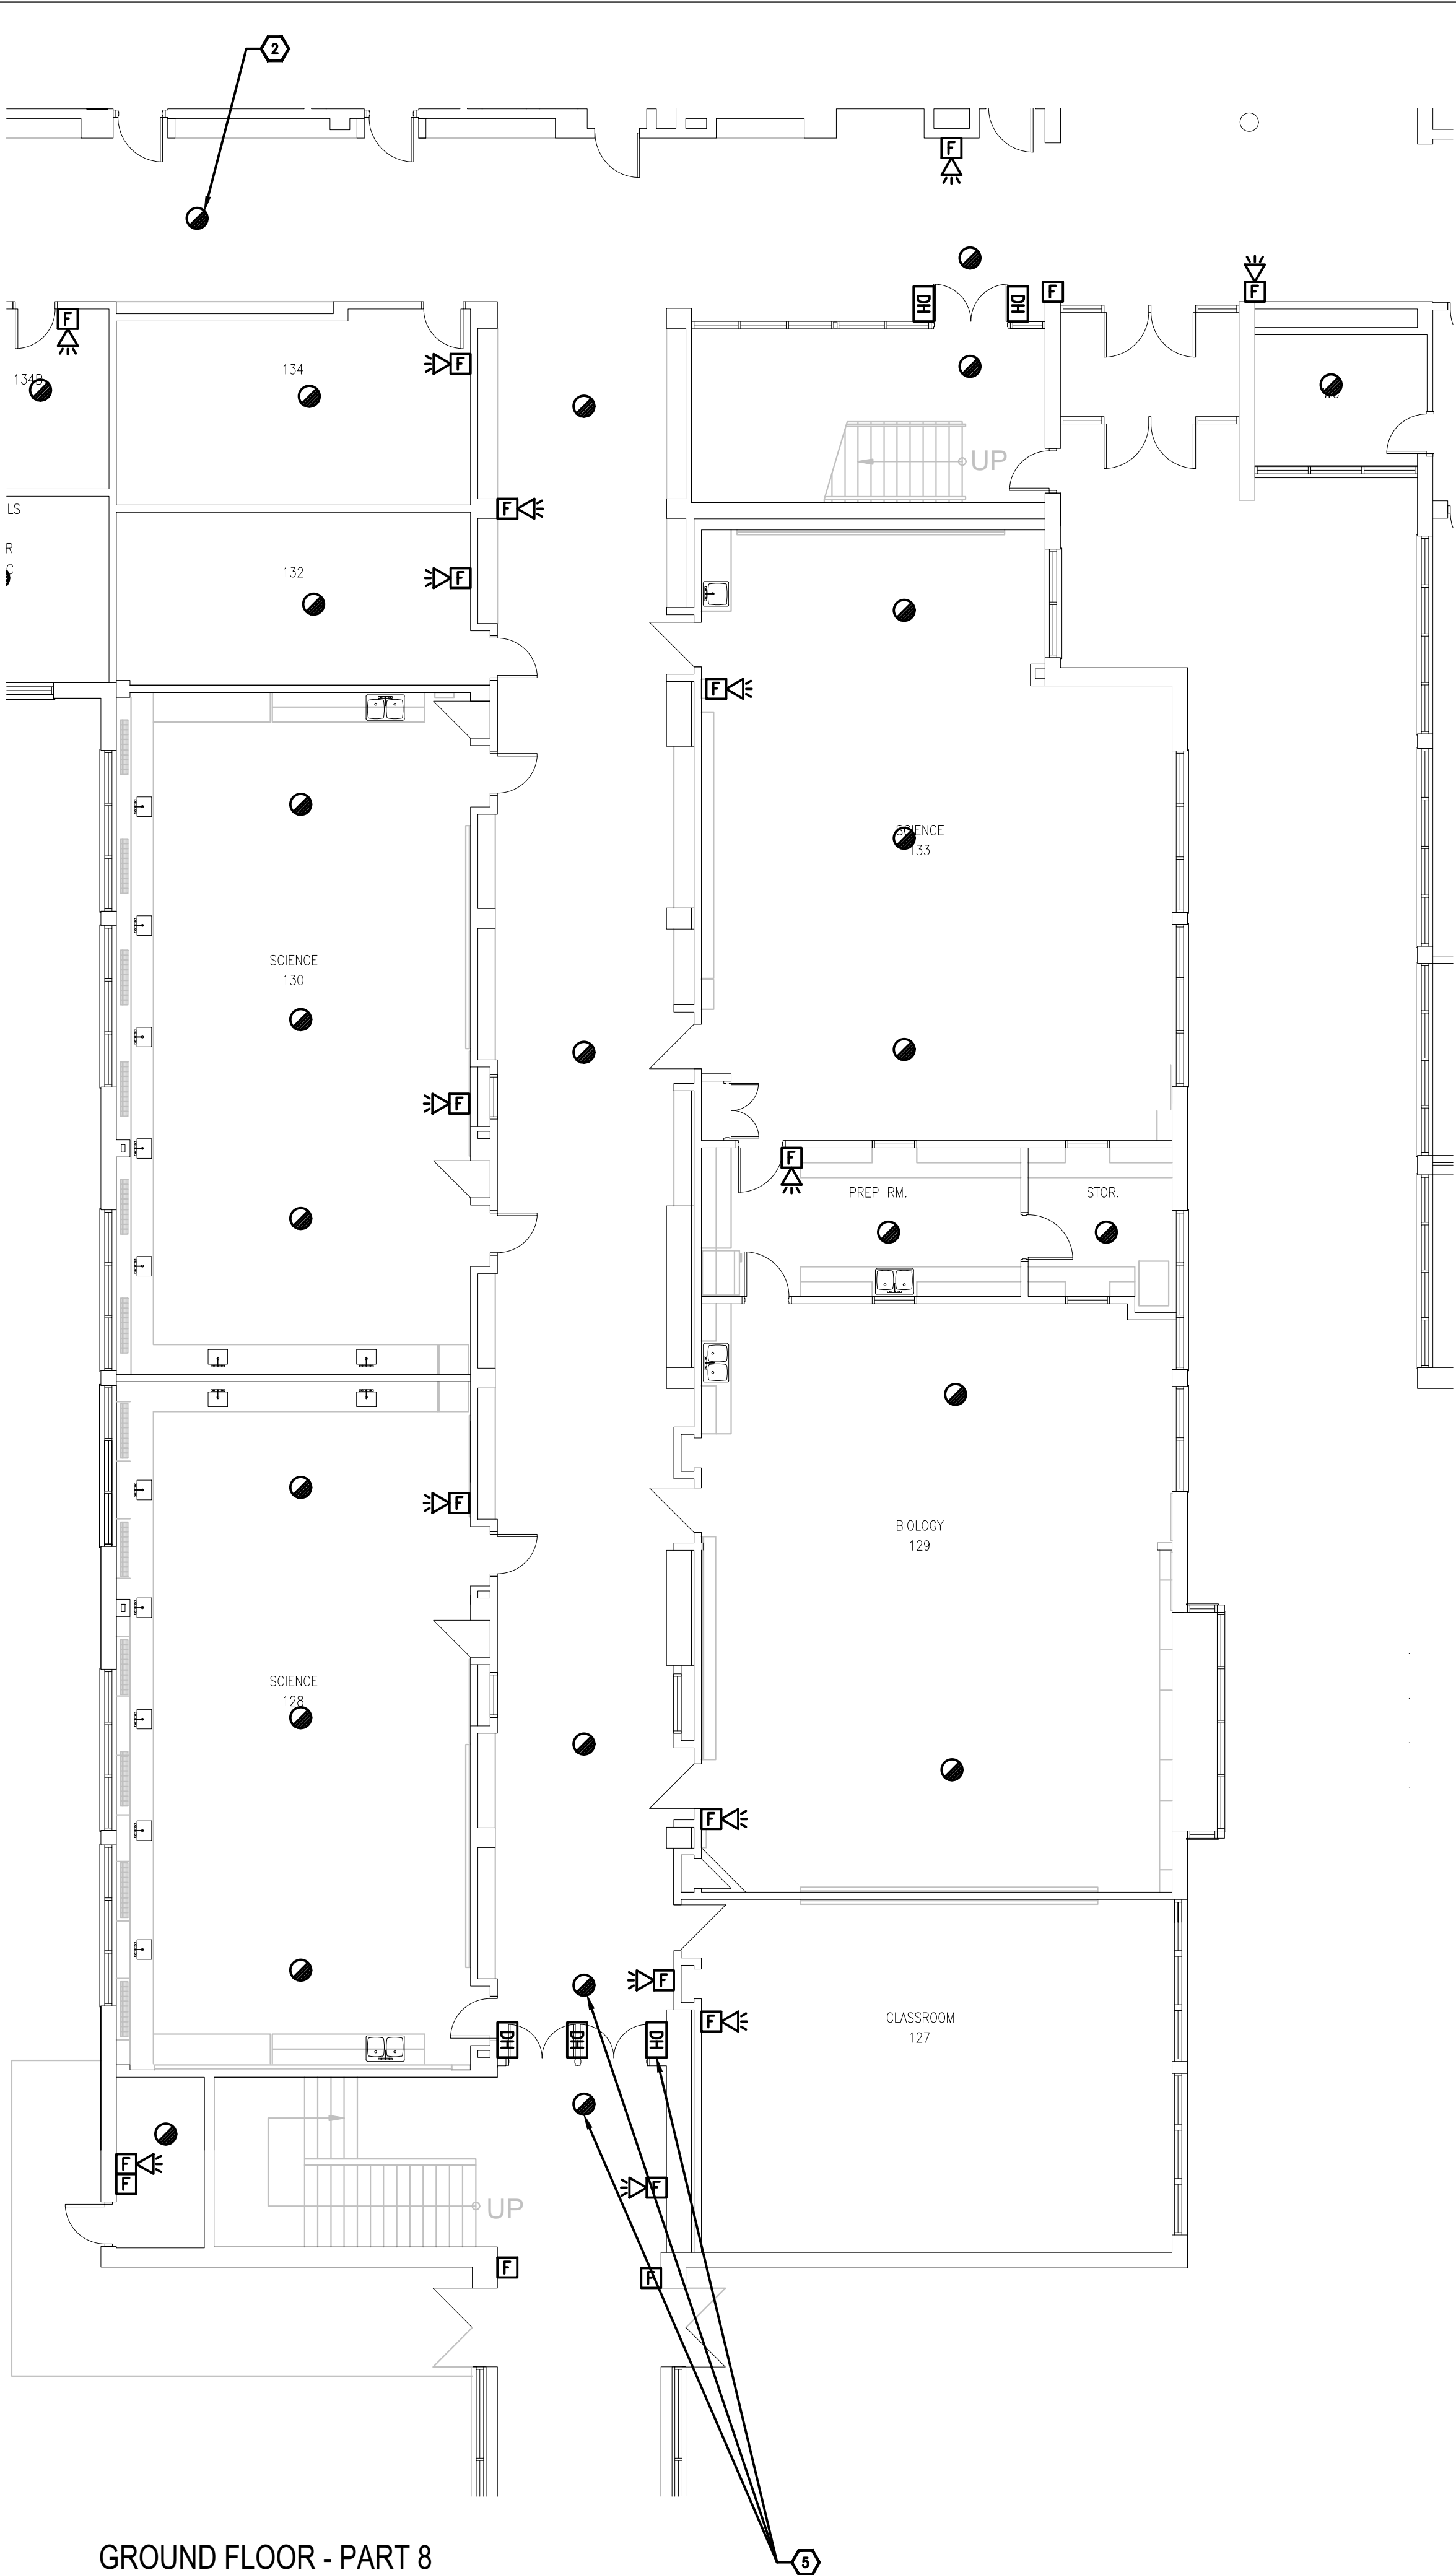 2
F
DH
DH
F
F
F
134B
134
F
WC
UP
LS
F
R
C
132
F
F
SCIENCE
133
SCIENCE
130
F
F
PREP RM.
STOR.
F
BIOLOGY
129
SCIENCE
128
F
F
CLASSROOM
127
F
DH
DH
DH
F
F
F
UP
F
F
GROUND FLOOR - PART 8
5